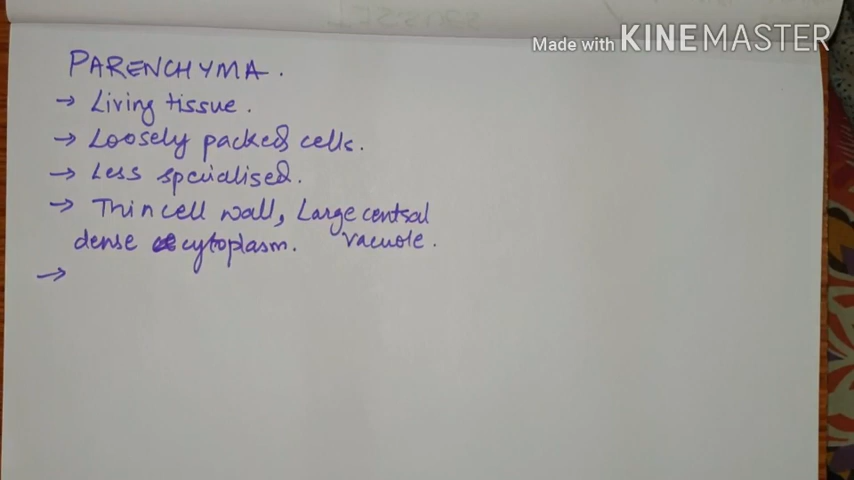 Made with KINEMASTER
PARENCHYMA.
→ Living tissue.
→ Loosely packed cells.
→ Less specialised.
→ Thin cell wall, Large central
dense cytoplasm. vacuole.
→